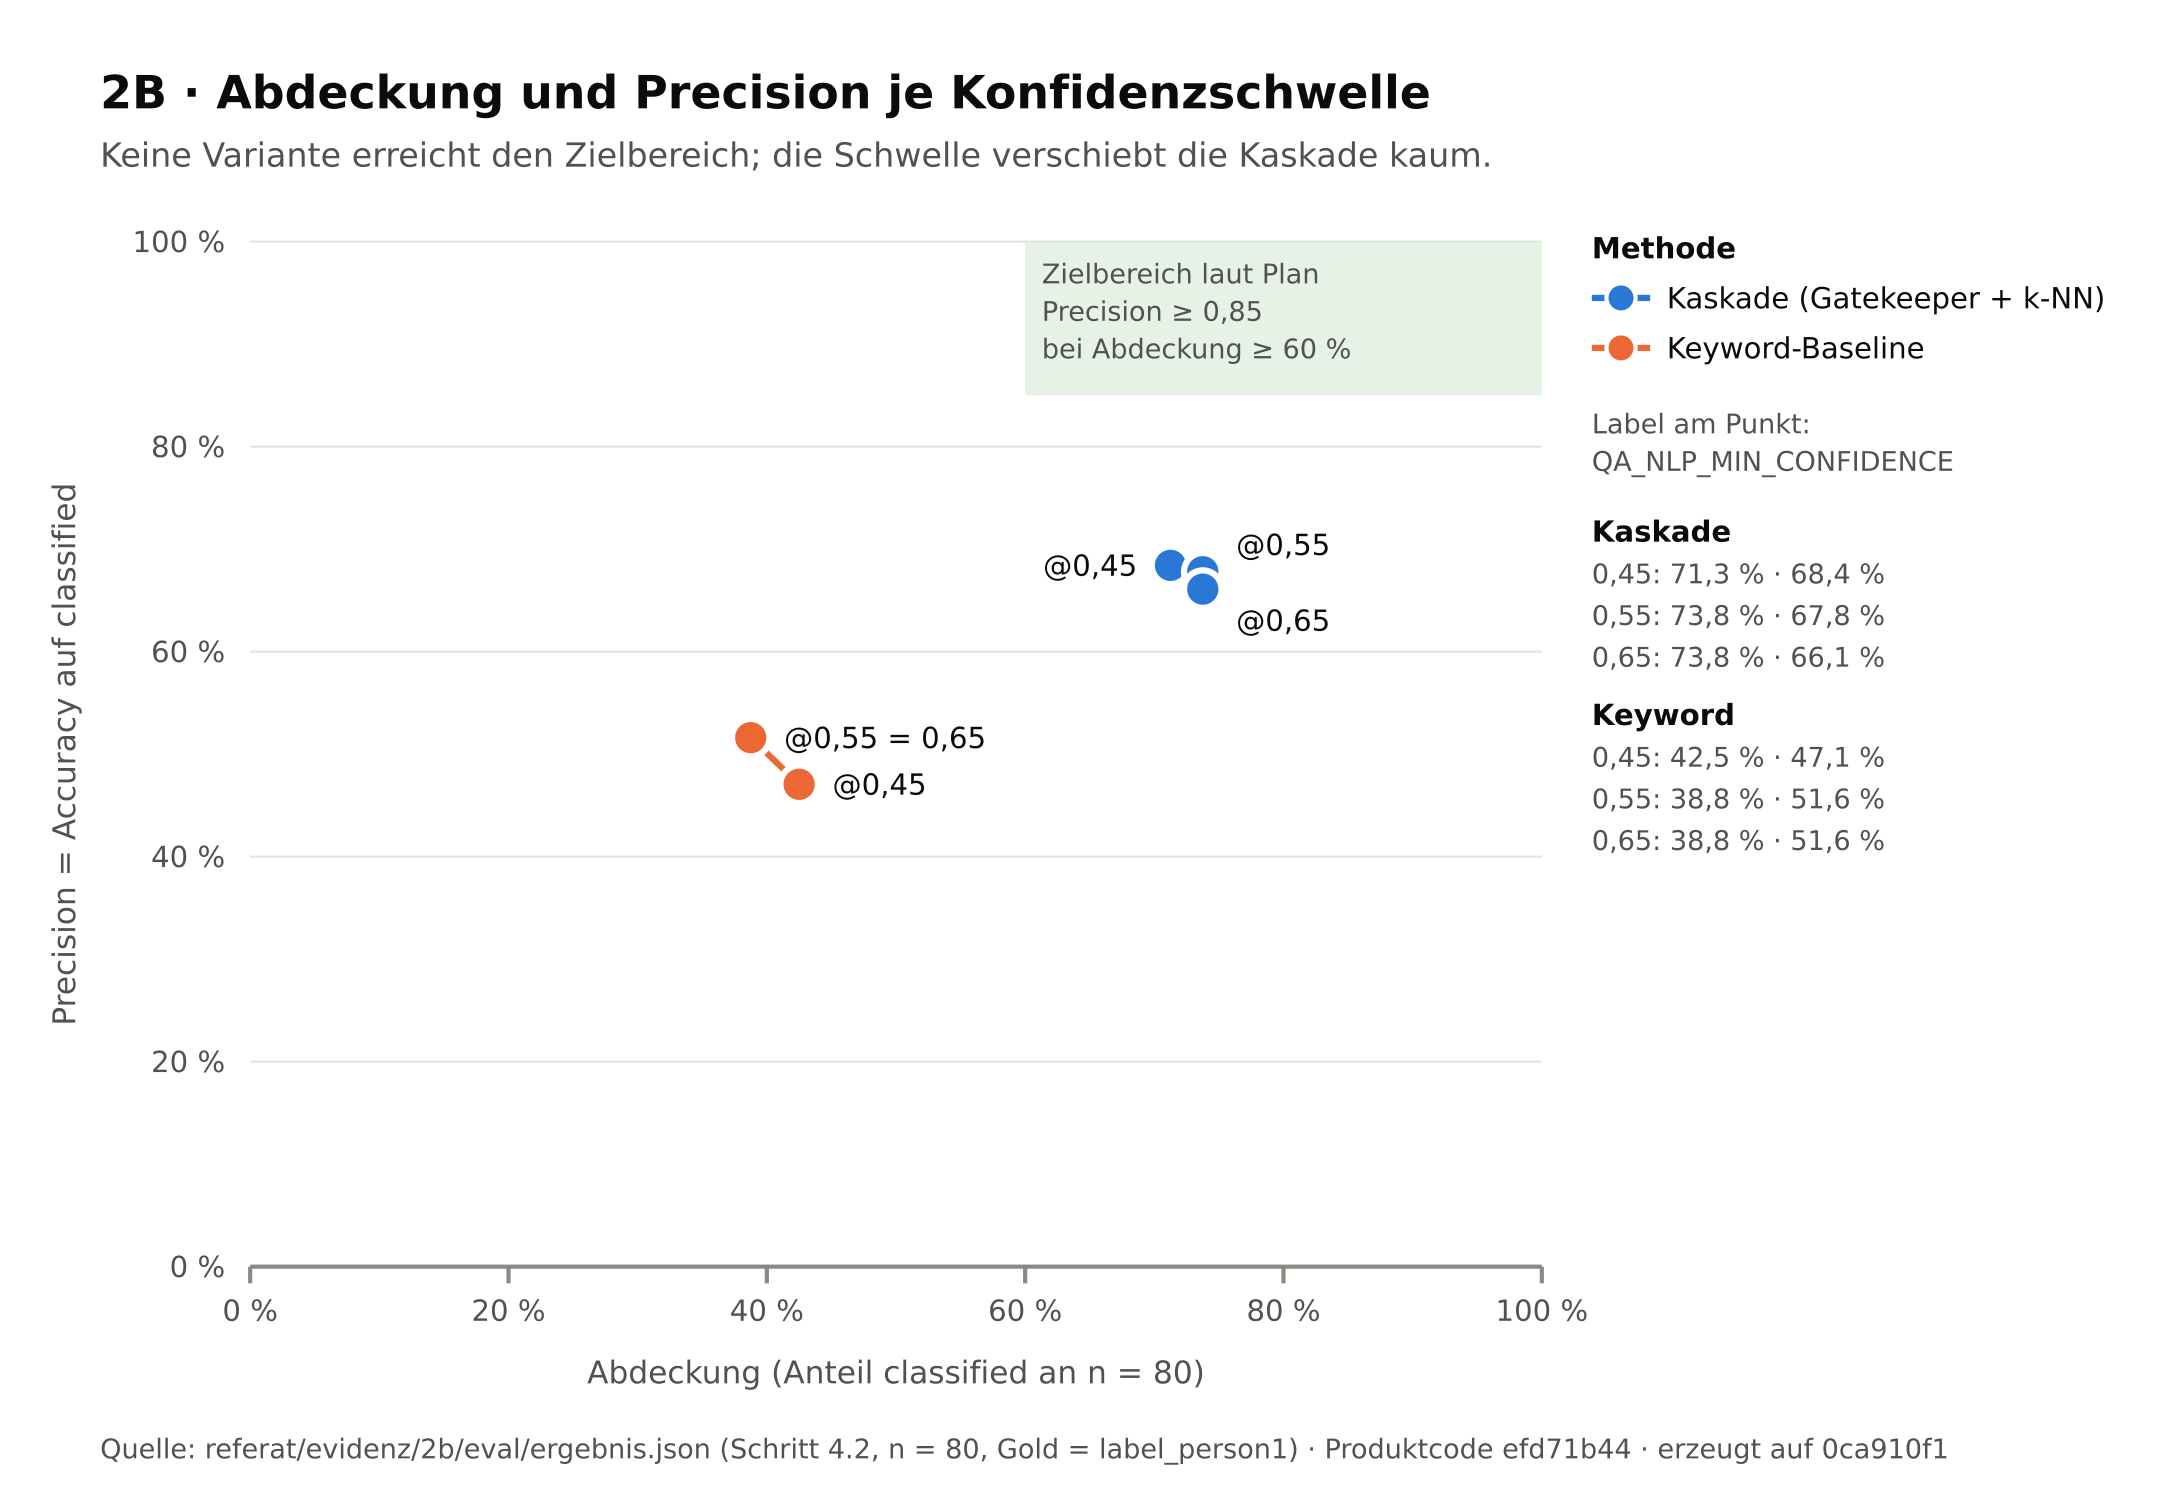 2B · Abdeckung und Precision je Konfidenzschwelle
Keine Variante erreicht den Zielbereich; die Schwelle verschiebt die Kaskade kaum.
Precision = Accuracy auf classified
100 %
80 %
60 %
40 %
20 %
0 %
Zielbereich laut Plan
Precision ≥ 0,85
bei Abdeckung ≥ 60 %
@0,45
@0,55
@0,65
@0,55 = 0,65
@0,45
0 %
20 %
40 %
60 %
80 %
100 %
Abdeckung (Anteil classified an n = 80)
Methode
Kaskade (Gatekeeper + k-NN)
Keyword-Baseline
Label am Punkt:
QA_NLP_MIN_CONFIDENCE
Kaskade
0,45: 71,3 % · 68,4 %
0,55: 73,8 % · 67,8 %
0,65: 73,8 % · 66,1 %
Keyword
0,45: 42,5 % · 47,1 %
0,55: 38,8 % · 51,6 %
0,65: 38,8 % · 51,6 %
Quelle: referat/evidenz/2b/eval/ergebnis.json (Schritt 4.2, n = 80, Gold = label_person1) · Produktcode efd71b44 · erzeugt auf 0ca910f1